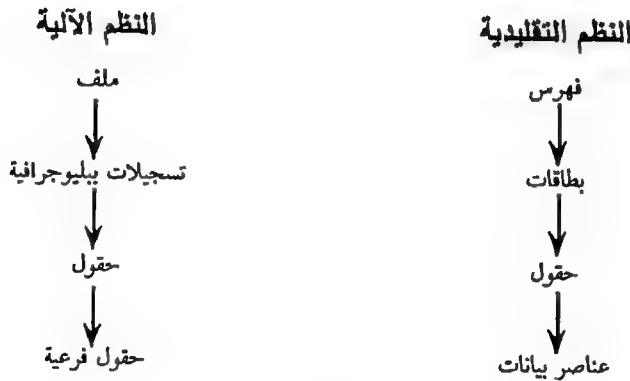 النظم التقليدية
فهرس
بطاقات
حقول
عناصر بيانات
النظم الآلية
ملف
تسجيلات ببليوجرافية
حقول
حقول فرعية